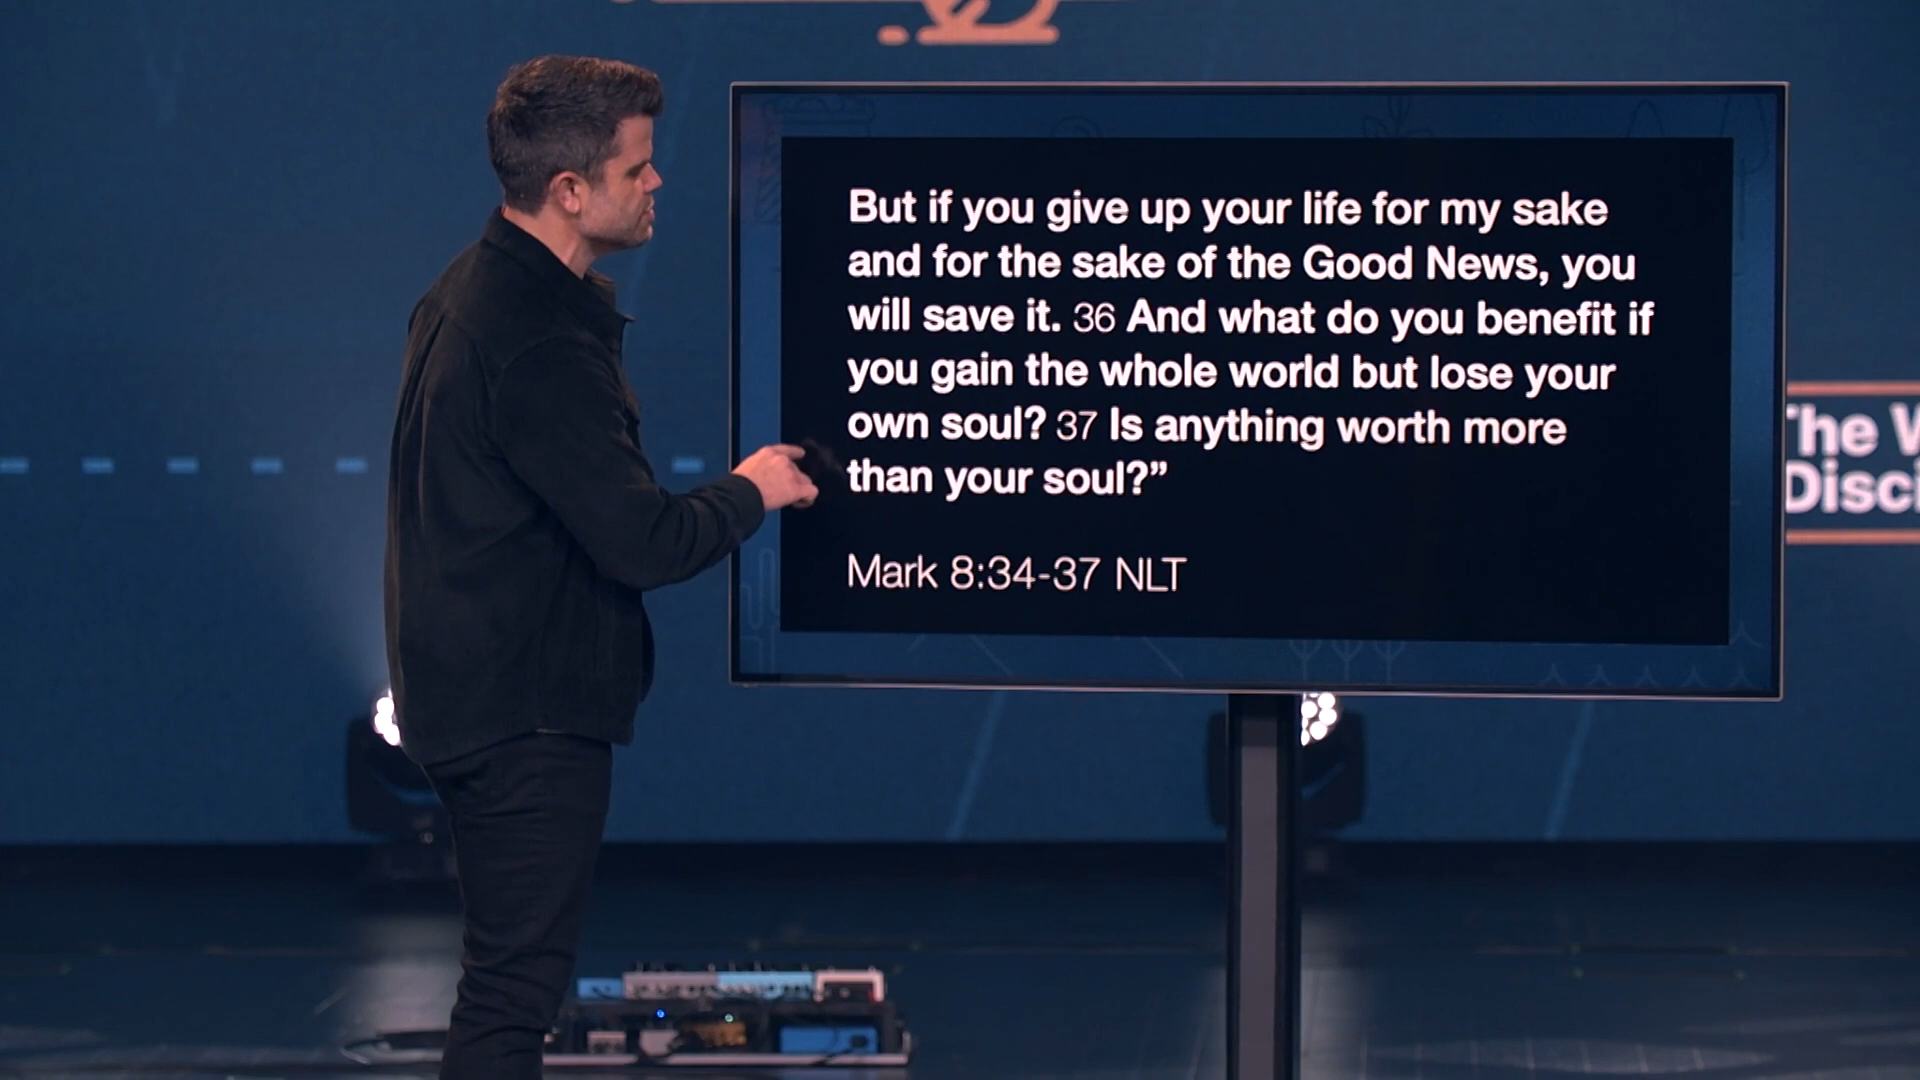 But if you give up your life for my sake
and for the sake of the Good News, you
will save it. 36 And what do you benefit if
you gain the whole world but lose your
own soul? 37 Is anything worth more
than your soul?”
Mark 8:34-37 NLT
The